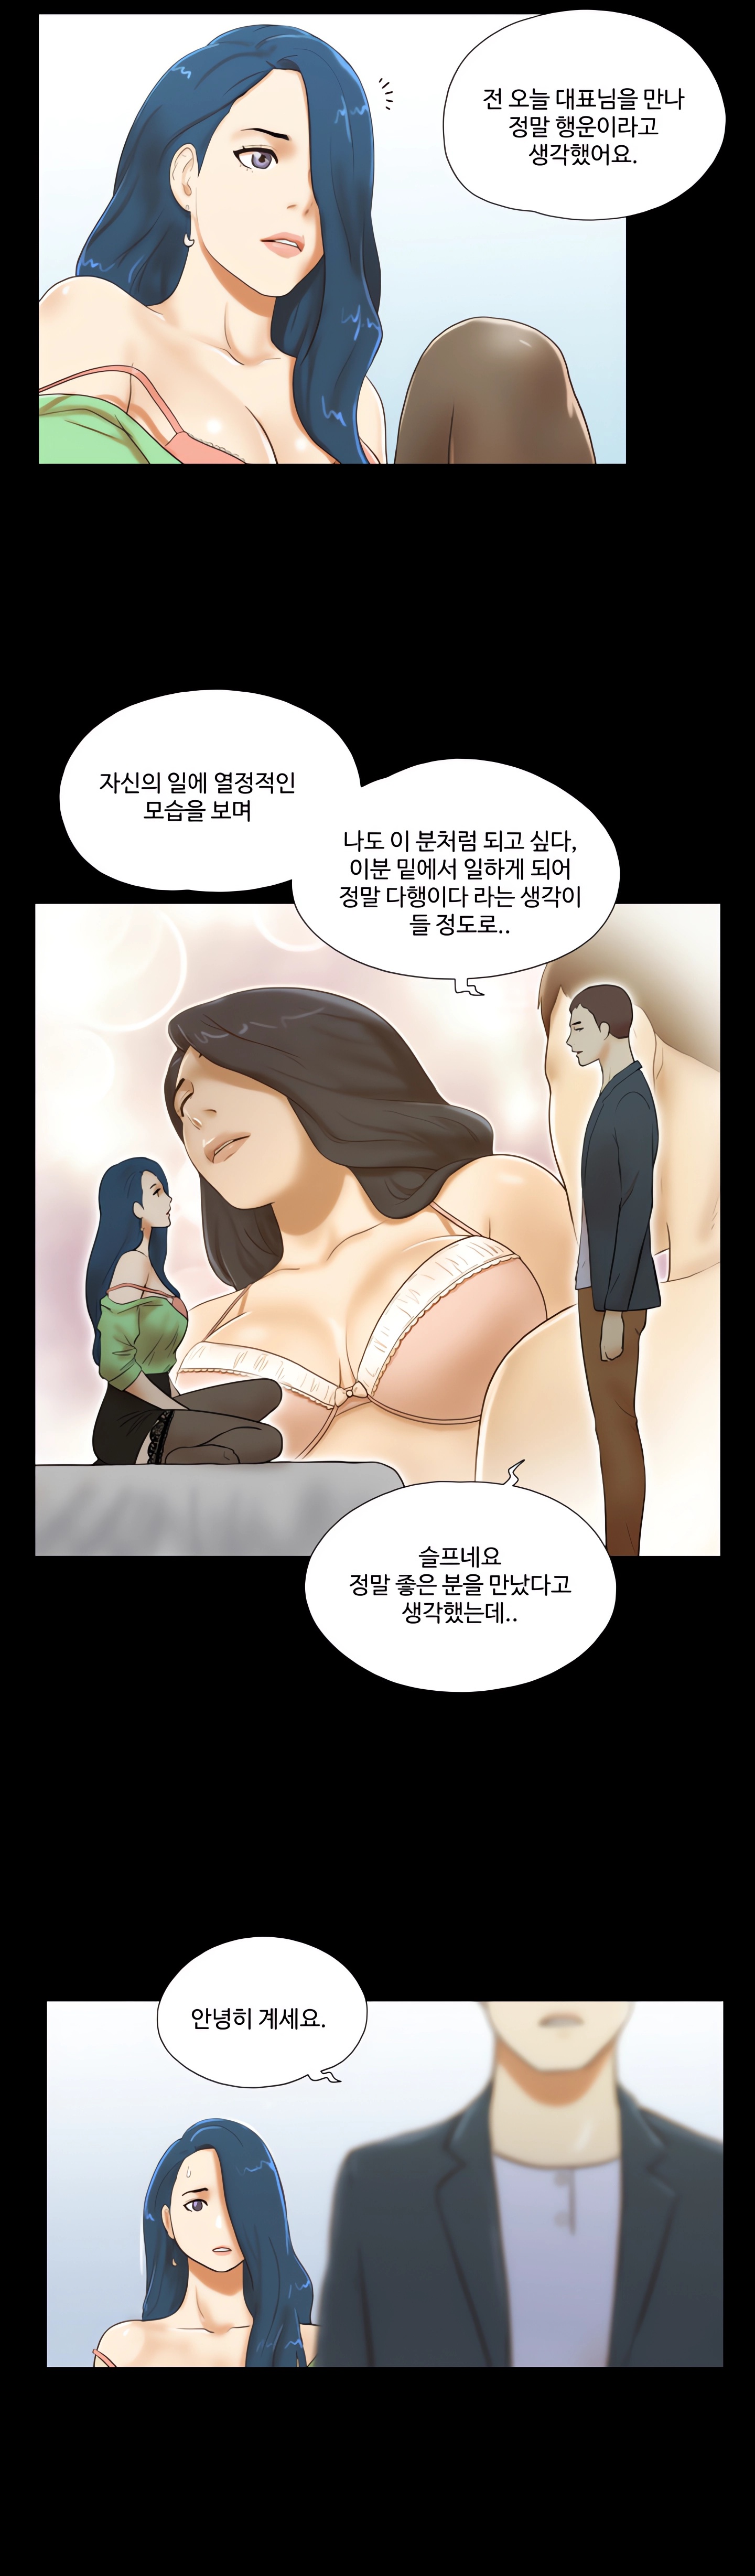 전 오늘 대표님을 만나
정말 행운이라고
생각했어요.
자신의 일에 열정적인
모습을 보며
나도 이 분처럼 되고 싶다,
이분 밑에서 일하게 되어
정말 다행이다 라는 생각이
들 정도로..
슬프네요
정말 좋은 분을 만났다고
생각했는데..
안녕히 계세요.